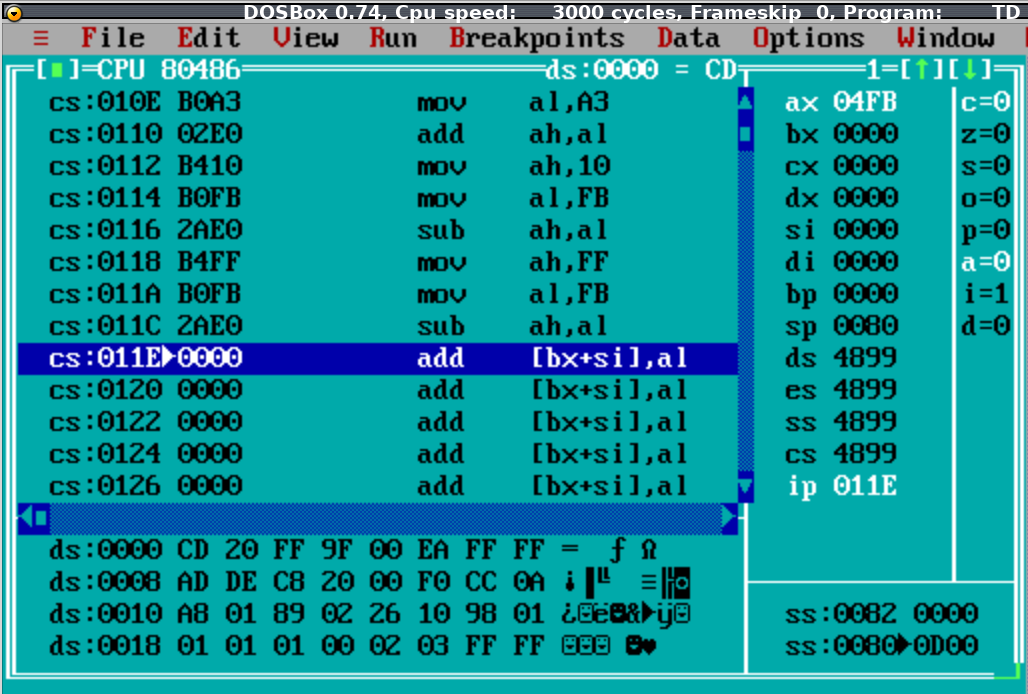 DOSBox 0.74, Cpu speed: 3000 cycles, Frameskip 0, Program: TD
≡ File Edit View Run Breakpoints Data Options Window
[■]=CPU 80486 ds:0000 = CD 1=[↑][↓]
cs:010E B0A3 mov al,A3 ax 04FB c=0
cs:0110 02E0 add ah,al bx 0000 z=0
cs:0112 B410 mov ah,10 cx 0000 s=0
cs:0114 B0FB mov al,FB dx 0000 o=0
cs:0116 2AE0 sub ah,al si 0000 p=0
cs:0118 B4FF mov ah,FF di 0000 a=0
cs:011A B0FB mov al,FB bp 0000 i=1
cs:011C 2AE0 sub ah,al sp 0080 d=0
cs:011E►0000 add [bx+si],al ds 4899
cs:0120 0000 add [bx+si],al es 4899
cs:0122 0000 add [bx+si],al ss 4899
cs:0124 0000 add [bx+si],al cs 4899
cs:0126 0000 add [bx+si],al ip 011E
ds:0000 CD 20 FF 9F 00 EA FF FF = ƒ Ω
ds:0008 AD DE C8 20 00 F0 CC 0A ¡▐╚ ≡╠◙
ds:0010 A8 01 89 02 26 10 98 01 ¿☺ë☻&►ÿ☺ ss:0082 0000
ds:0018 01 01 01 00 02 03 FF FF ☺☺☺ ☻♥ ss:0080►0D00